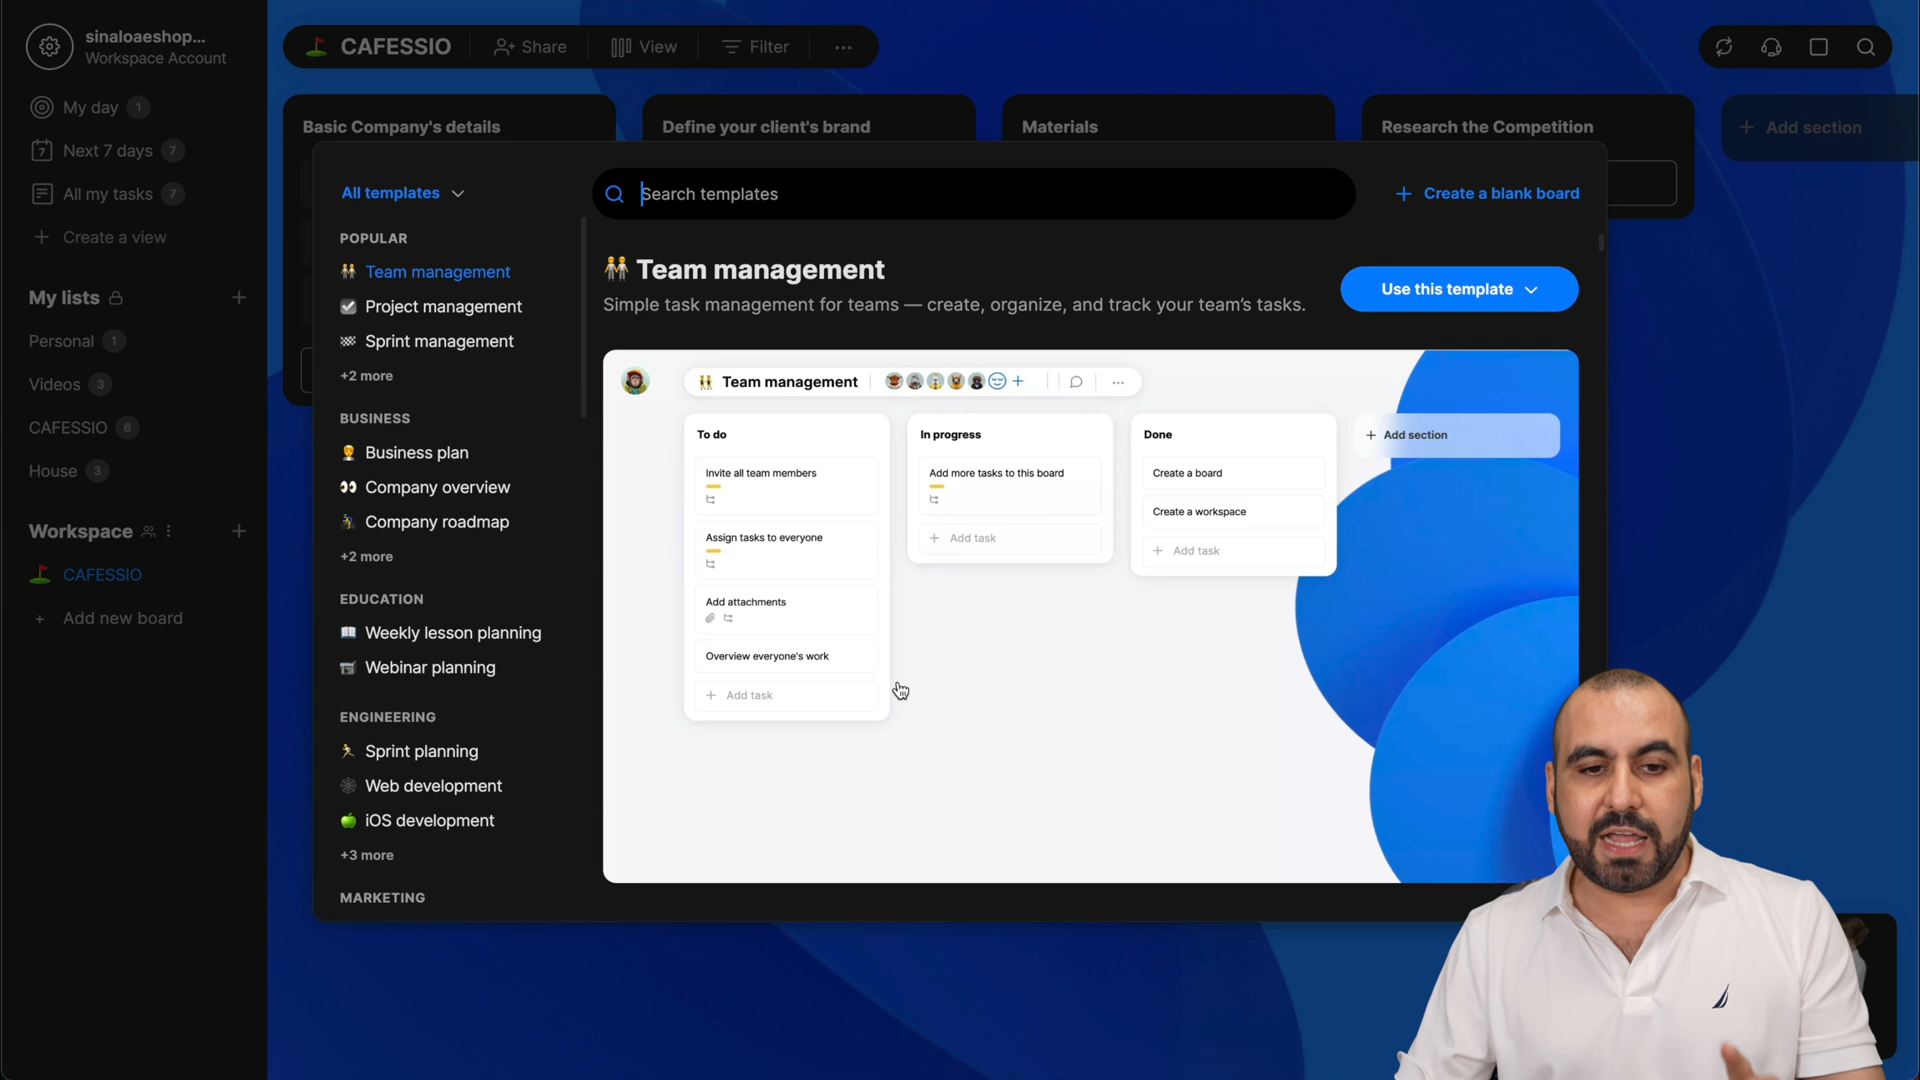 sinaloaeshop...
Workspace Account
My day 1
7 Next 7 days 7
All my tasks 7
+ Create a view
My lists +
Personal 1
Videos 3
CAFESSIO 6
House 3
Workspace +
CAFESSIO
+ Add new board
CAFESSIO Share View Filter ...
Basic Company's details
Define your client's brand
Materials
Research the Competition
+ Add section
All templates
Search templates
+ Create a blank board
POPULAR
Team management
Project management
Sprint management
+2 more
BUSINESS
Business plan
Company overview
Company roadmap
+2 more
EDUCATION
Weekly lesson planning
Webinar planning
ENGINEERING
Sprint planning
Web development
iOS development
+3 more
MARKETING
Team management
Simple task management for teams — create, organize, and track your team's tasks.
Use this template
Team management + ...
To do
Invite all team members
Assign tasks to everyone
Add attachments
Overview everyone's work
+ Add task
In progress
Add more tasks to this board
+ Add task
Done
Create a board
Create a workspace
+ Add task
+ Add section